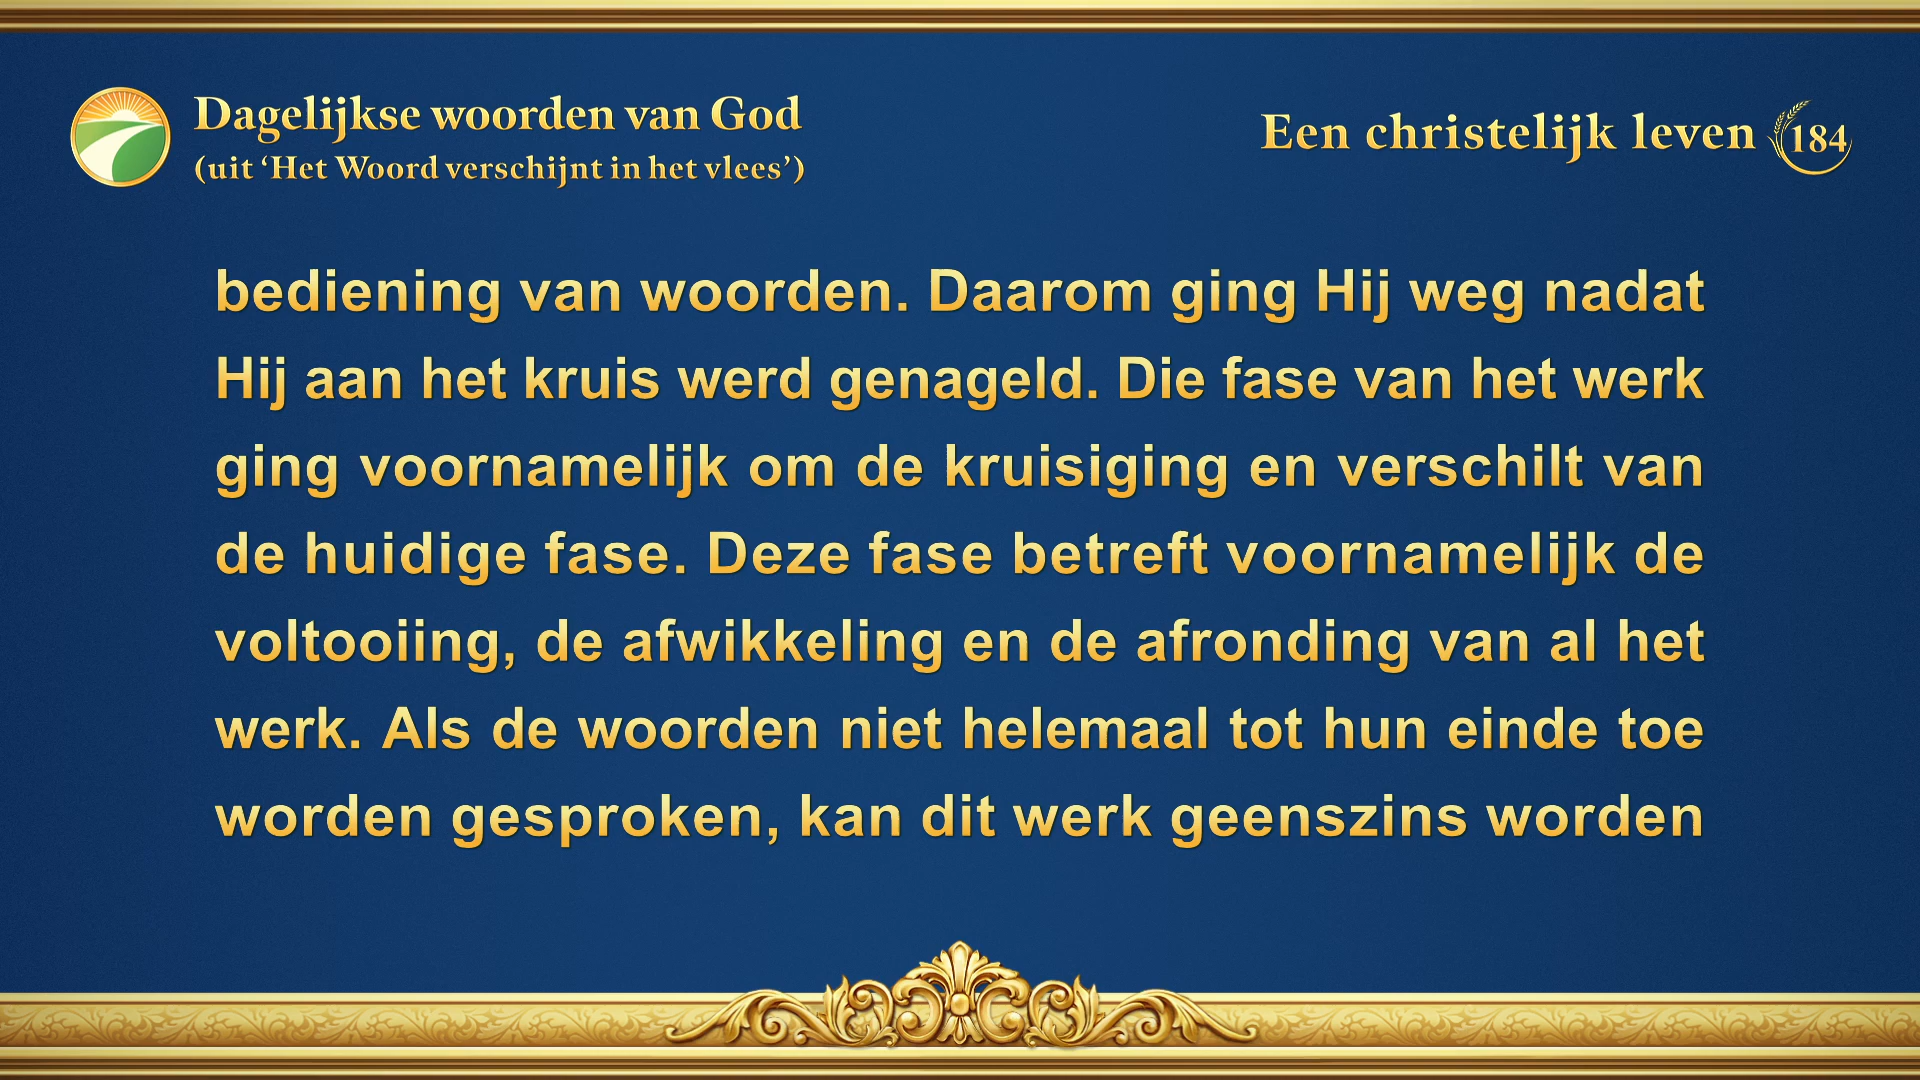 Dagelijkse woorden van God
(uit ‘Het Woord verschijnt in het vlees’)
Een christelijk leven 184
bediening van woorden. Daarom ging Hij weg nadat
Hij aan het kruis werd genageld. Die fase van het werk
ging voornamelijk om de kruisiging en verschilt van
de huidige fase. Deze fase betreft voornamelijk de
voltooiing, de afwikkeling en de afronding van al het
werk. Als de woorden niet helemaal tot hun einde toe
worden gesproken, kan dit werk geenszins worden